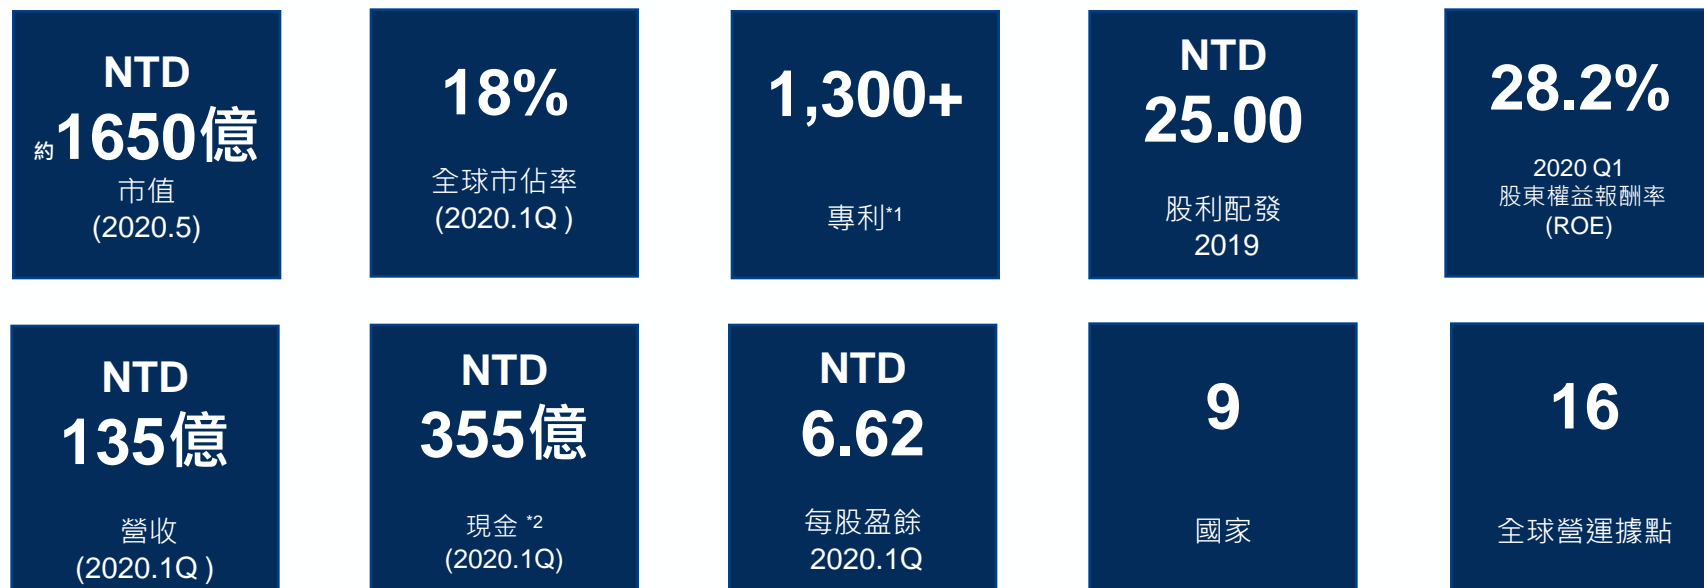 NTD
約1650億
市值
(2020.5)
18%
全球市佔率
(2020.1Q )
1,300+
專利*1
NTD
25.00
股利配發
2019
28.2%
2020 Q1
股東權益報酬率
(ROE)
NTD
135億
營收
(2020.1Q )
NTD
355億
現金 *2
(2020.1Q)
NTD
6.62
每股盈餘
2020.1Q
9
國家
16
全球營運據點